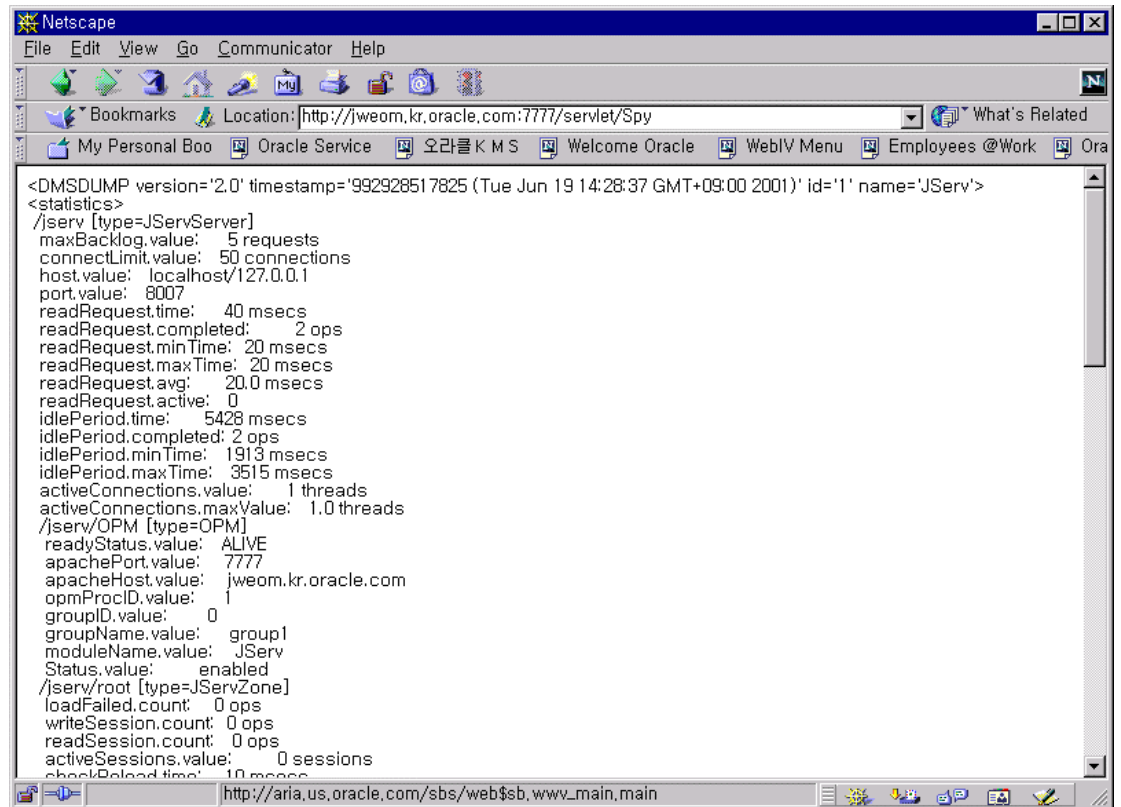 Netscape
File Edit View Go Communicator Help
My
N
Bookmarks Location: http://jweom.kr.oracle.com:7777/servlet/Spy What's Related
My Personal Boo Oracle Service 오라클 K M S Welcome Oracle WebIV Menu Employees @Work Ora
<DMSDUMP version='2.0' timestamp='992928517825 (Tue Jun 19 14:28:37 GMT+09:00 2001)' id='1' name='JServ'>
<statistics>
/jserv [type=JServServer]
maxBacklog.value: 5 requests
connectLimit.value: 50 connections
host.value: localhost/127.0.0.1
port.value: 8007
readRequest.time: 40 msecs
readRequest.completed: 2 ops
readRequest.minTime: 20 msecs
readRequest.maxTime: 20 msecs
readRequest.avg: 20.0 msecs
readRequest.active: 0
idlePeriod.time: 5428 msecs
idlePeriod.completed: 2 ops
idlePeriod.minTime: 1913 msecs
idlePeriod.maxTime: 3515 msecs
activeConnections.value: 1 threads
activeConnections.maxValue: 1.0 threads
/jserv/OPM [type=OPM]
readyStatus.value: ALIVE
apachePort.value: 7777
apacheHost.value: jweom.kr.oracle.com
opmProcID.value: 1
groupID.value: 0
groupName.value: group1
moduleName.value: JServ
Status.value: enabled
/jserv/root [type=JServZone]
loadFailed.count: 0 ops
writeSession.count: 0 ops
readSession.count: 0 ops
activeSessions.value: 0 sessions
checkReload.time: 10 msecs
http://aria.us.oracle.com/sbs/web$sb.wwv_main.main